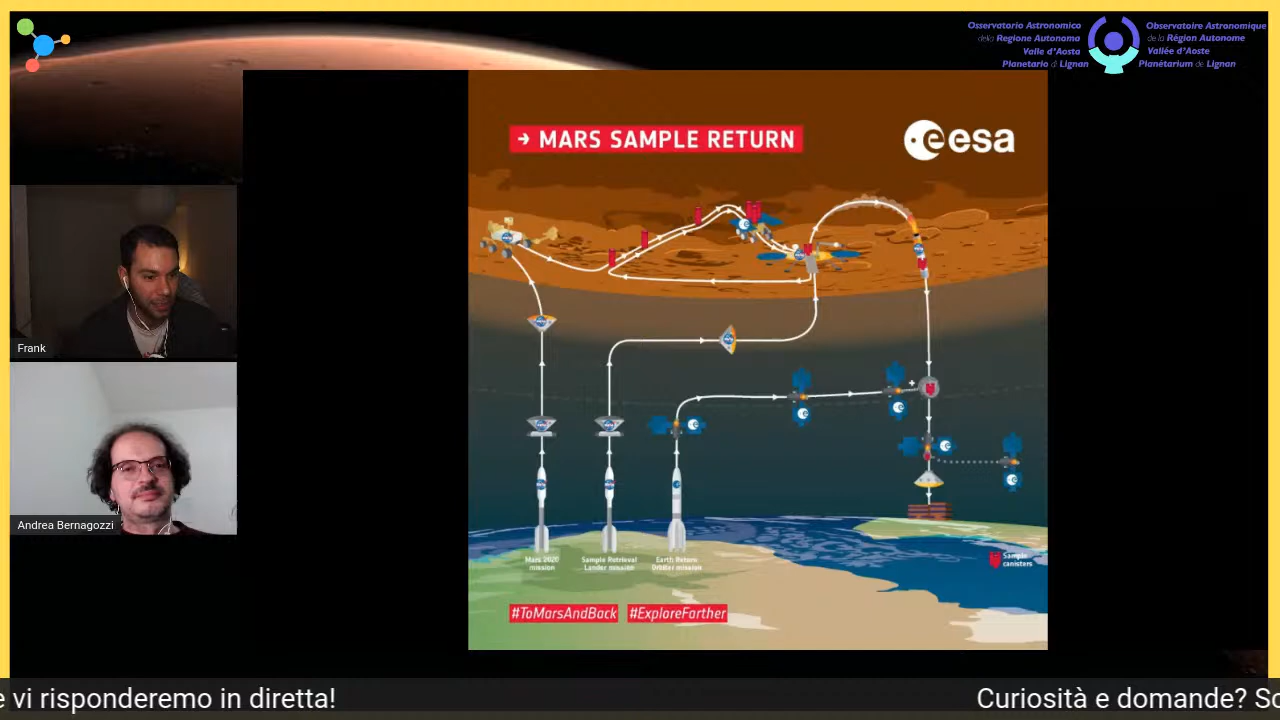 Osservatorio Astronomico
della Regione Autonoma
Valle d'Aosta
Planetario di Lignan
Observatoire Astronomique
de la Région Autonome
Vallée d'Aoste
Planétarium de Lignan
→ MARS SAMPLE RETURN
esa
Frank
Andrea Bernagozzi
Mars 2020
mission
Sample Retrieval
Lander mission
Earth Return
Orbiter mission
Sample
canisters
#ToMarsAndBack #ExploreFarther
e vi risponderemo in diretta!
Curiosità e domande? Sc